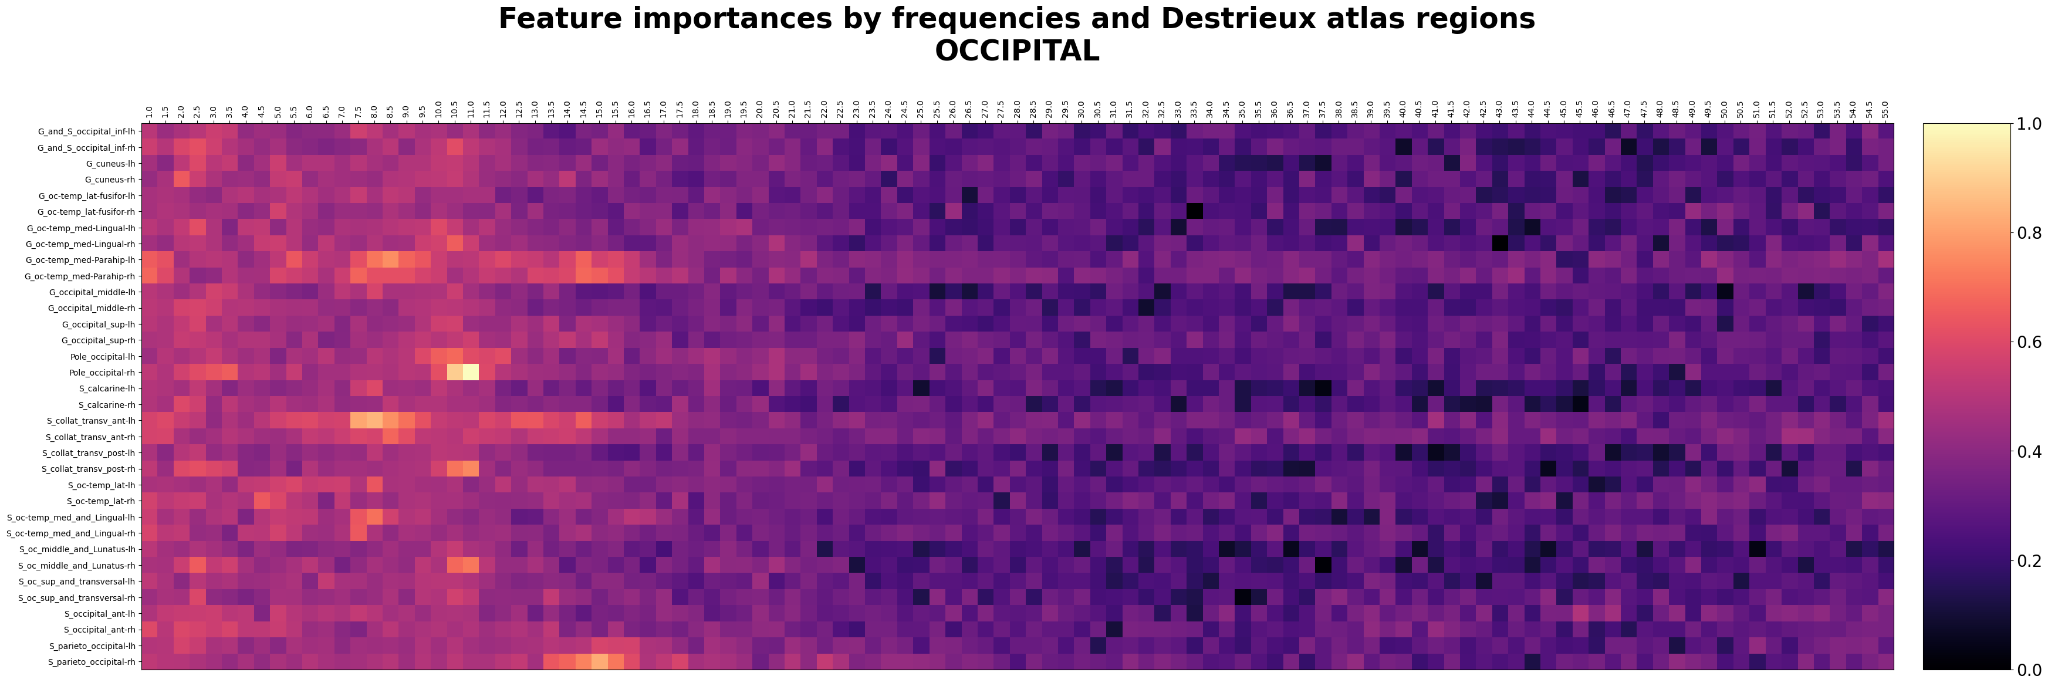 Feature importances by frequencies and Destrieux atlas regions
OCCIPITAL
1.0 1.5 2.0 2.5 3.0 3.5 4.0 4.5 5.0 5.5 6.0 6.5 7.0 7.5 8.0 8.5 9.0 9.5 10.0 10.5 11.0 11.5 12.0 12.5 13.0 13.5 14.0 14.5 15.0 15.5 16.0 16.5 17.0 17.5 18.0 18.5 19.0 19.5 20.0 20.5 21.0 21.5 22.0 22.5 23.0 23.5 24.0 24.5 25.0 25.5 26.0 26.5 27.0 27.5 28.0 28.5 29.0 29.5 30.0 30.5 31.0 31.5 32.0 32.5 33.0 33.5 34.0 34.5 35.0 35.5 36.0 36.5 37.0 37.5 38.0 38.5 39.0 39.5 40.0 40.5 41.0 41.5 42.0 42.5 43.0 43.5 44.0 44.5 45.0 45.5 46.0 46.5 47.0 47.5 48.0 48.5 49.0 49.5 50.0 50.5 51.0 51.5 52.0 52.5 53.0 53.5 54.0 54.5 55.0
G_and_S_occipital_inf-lh
G_and_S_occipital_inf-rh
G_cuneus-lh
G_cuneus-rh
G_oc-temp_lat-fusifor-lh
G_oc-temp_lat-fusifor-rh
G_oc-temp_med-Lingual-lh
G_oc-temp_med-Lingual-rh
G_oc-temp_med-Parahip-lh
G_oc-temp_med-Parahip-rh
G_occipital_middle-lh
G_occipital_middle-rh
G_occipital_sup-lh
G_occipital_sup-rh
Pole_occipital-lh
Pole_occipital-rh
S_calcarine-lh
S_calcarine-rh
S_collat_transv_ant-lh
S_collat_transv_ant-rh
S_collat_transv_post-lh
S_collat_transv_post-rh
S_oc-temp_lat-lh
S_oc-temp_lat-rh
S_oc-temp_med_and_Lingual-lh
S_oc-temp_med_and_Lingual-rh
S_oc_middle_and_Lunatus-lh
S_oc_middle_and_Lunatus-rh
S_oc_sup_and_transversal-lh
S_oc_sup_and_transversal-rh
S_occipital_ant-lh
S_occipital_ant-rh
S_parieto_occipital-lh
S_parieto_occipital-rh
1.0
0.8
0.6
0.4
0.2
0.0